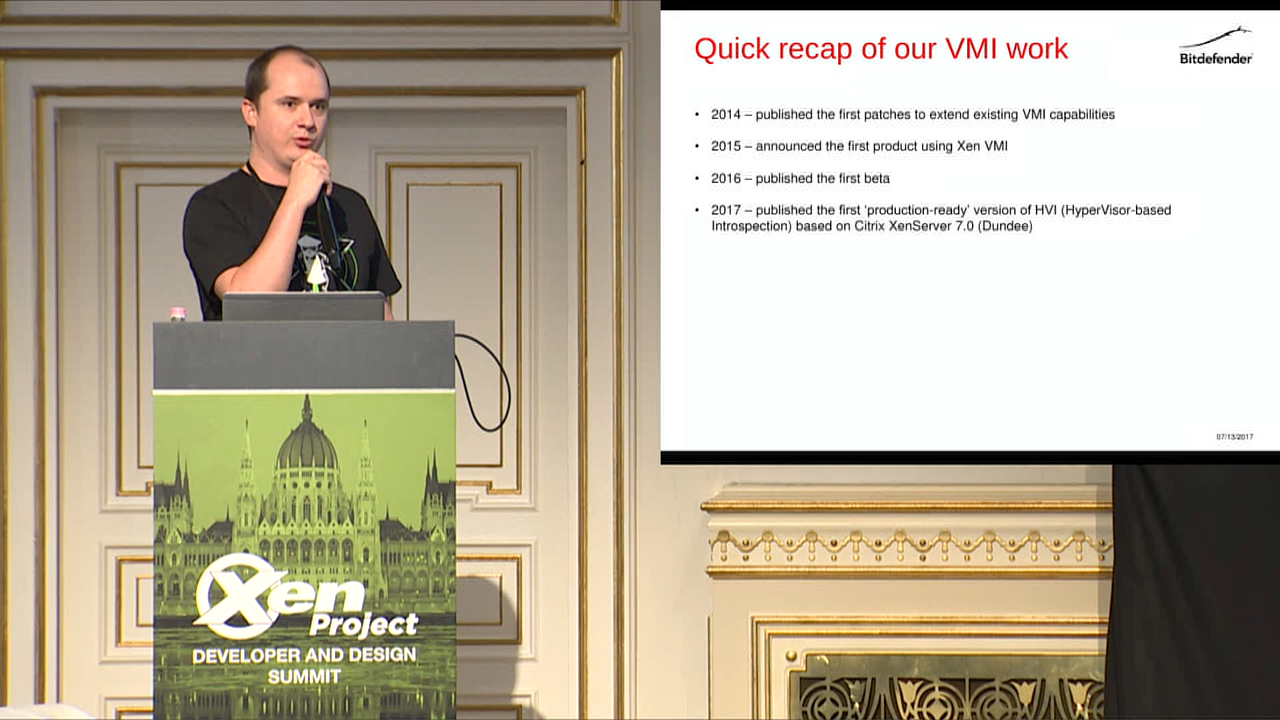 Quick recap of our VMI work
Bitdefender
• 2014 – published the first patches to extend existing VMI capabilities
• 2015 – announced the first product using Xen VMI
• 2016 – published the first beta
• 2017 – published the first ‘production-ready’ version of HVI (HyperVisor-based
Introspection) based on Citrix XenServer 7.0 (Dundee)
07/13/2017
Xen
Project
DEVELOPER AND DESIGN
SUMMIT